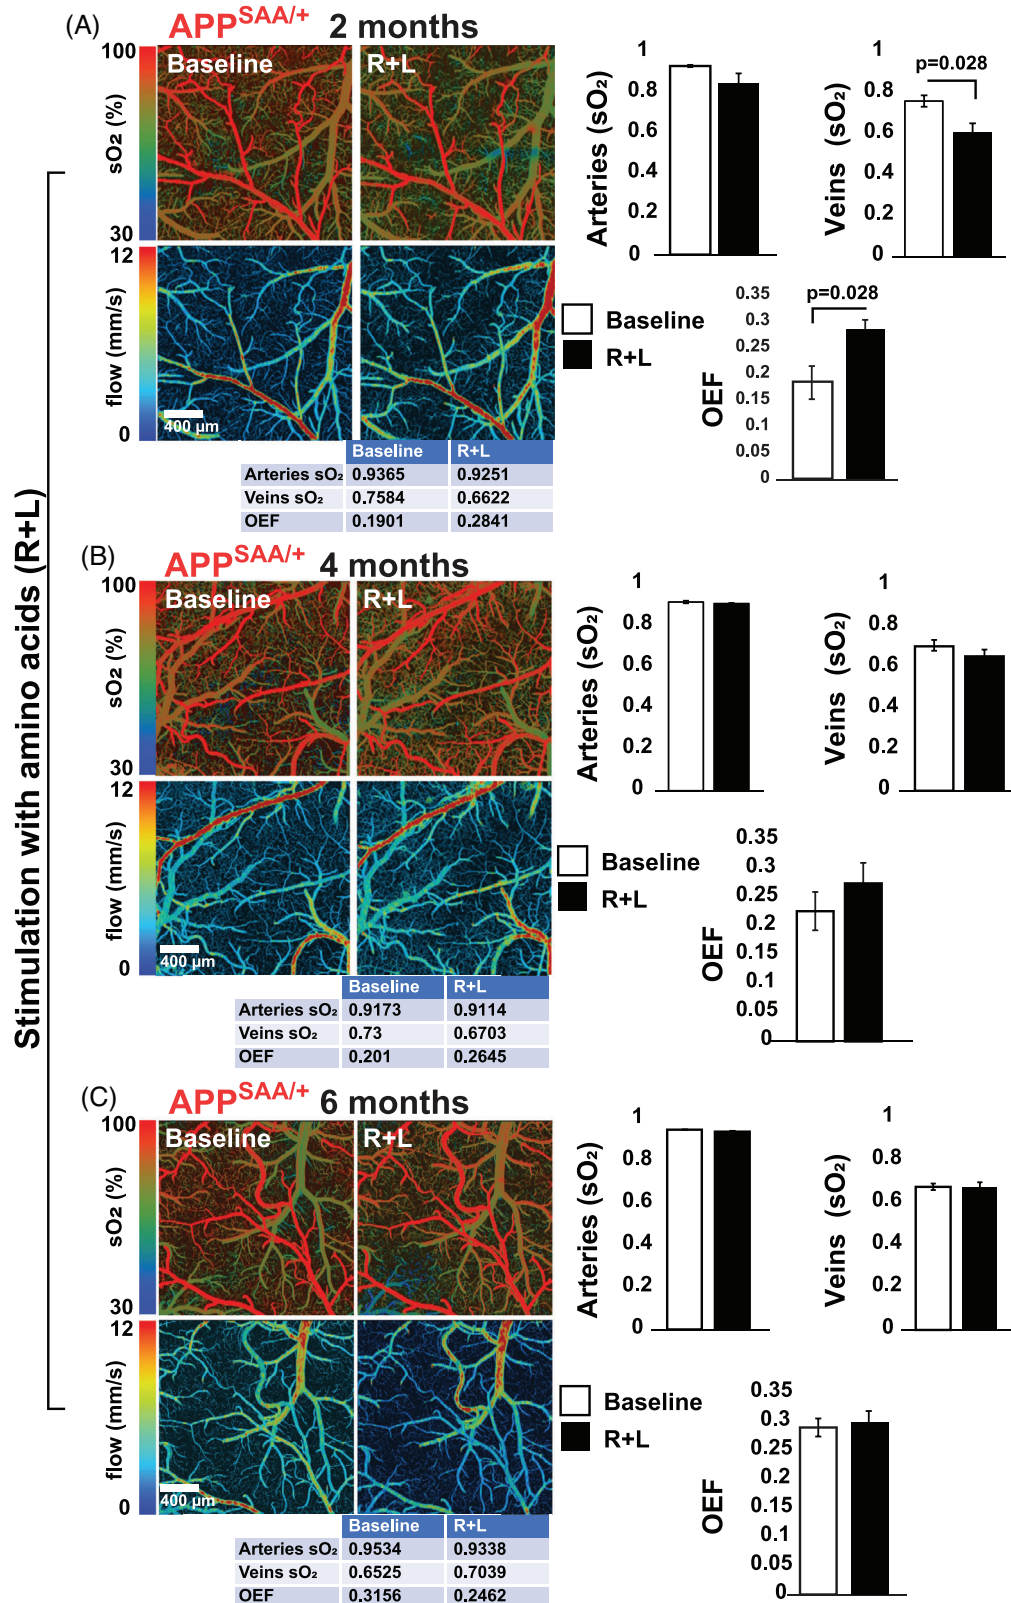 Stimulation with amino acids (R+L)
(A)
APP^SAA/+ 2 months
Baseline
R+L
100
sO₂ (%)
30
12
flow (mm/s)
0
400 µm
Baseline R+L
Arteries sO₂ 0.9365 0.9251
Veins sO₂ 0.7584 0.6622
OEF 0.1901 0.2841
Arteries (sO₂)
1
0.8
0.6
0.4
0.2
0
Veins (sO₂)
1
0.8
0.6
0.4
0.2
0
p=0.028
Baseline
R+L
OEF
0.35
0.3
0.25
0.2
0.15
0.1
0.05
0
p=0.028
(B)
APP^SAA/+ 4 months
Baseline
R+L
100
sO₂ (%)
30
12
flow (mm/s)
0
400 µm
Baseline R+L
Arteries sO₂ 0.9173 0.9114
Veins sO₂ 0.73 0.6703
OEF 0.201 0.2645
Arteries (sO₂)
1
0.8
0.6
0.4
0.2
0
Veins (sO₂)
1
0.8
0.6
0.4
0.2
0
Baseline
R+L
OEF
0.35
0.3
0.25
0.2
0.15
0.1
0.05
0
(C)
APP^SAA/+ 6 months
Baseline
R+L
100
sO₂ (%)
30
12
flow (mm/s)
0
400 µm
Baseline R+L
Arteries sO₂ 0.9534 0.9338
Veins sO₂ 0.6525 0.7039
OEF 0.3156 0.2462
Arteries (sO₂)
1
0.8
0.6
0.4
0.2
0
Veins (sO₂)
1
0.8
0.6
0.4
0.2
0
Baseline
R+L
OEF
0.35
0.3
0.25
0.2
0.15
0.1
0.05
0